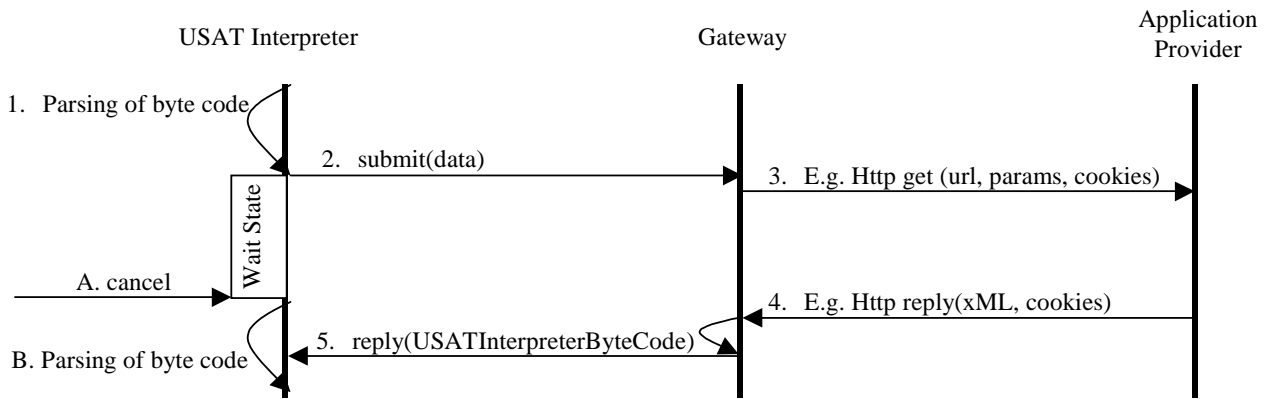 Application
Provider
USAT Interpreter
Gateway
1. Parsing of byte code
2. submit(data)
3. E.g. Http get (url, params, cookies)
Wait State
A. cancel
4. E.g. Http reply(xML, cookies)
5. reply(USATInterpreterByteCode)
B. Parsing of byte code